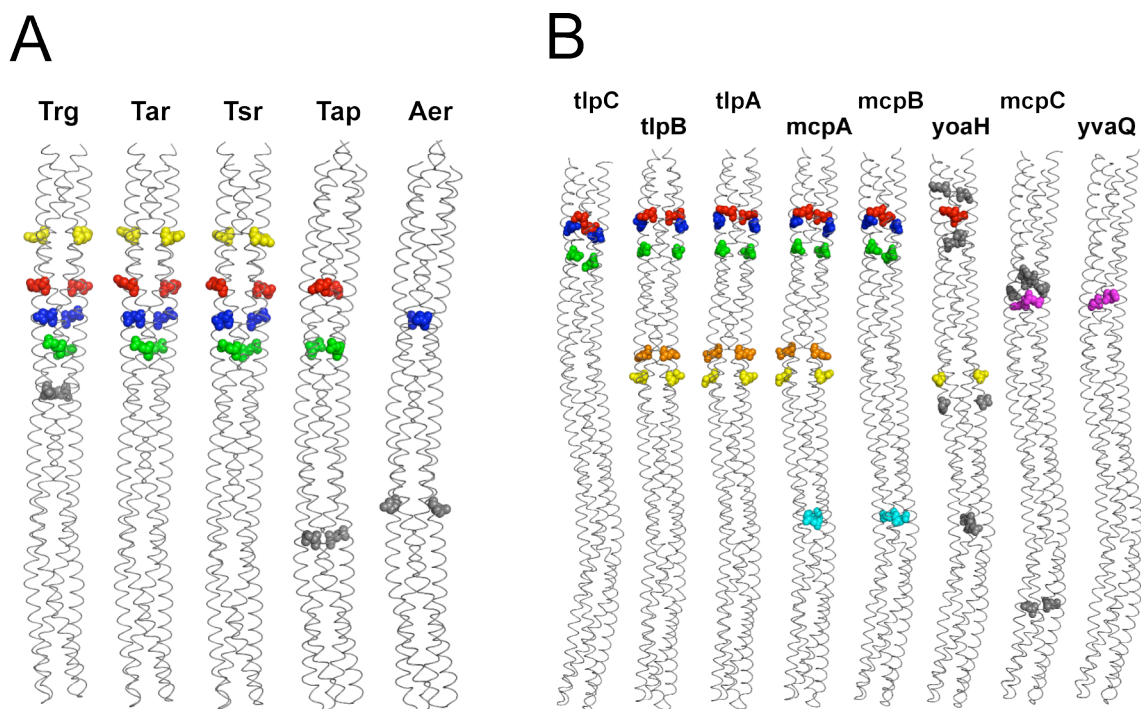 A
B
Trg Tar Tsr Tap Aer
tlpC tlpA mcpB mcpC
tlpB mcpA yoaH yvaQ